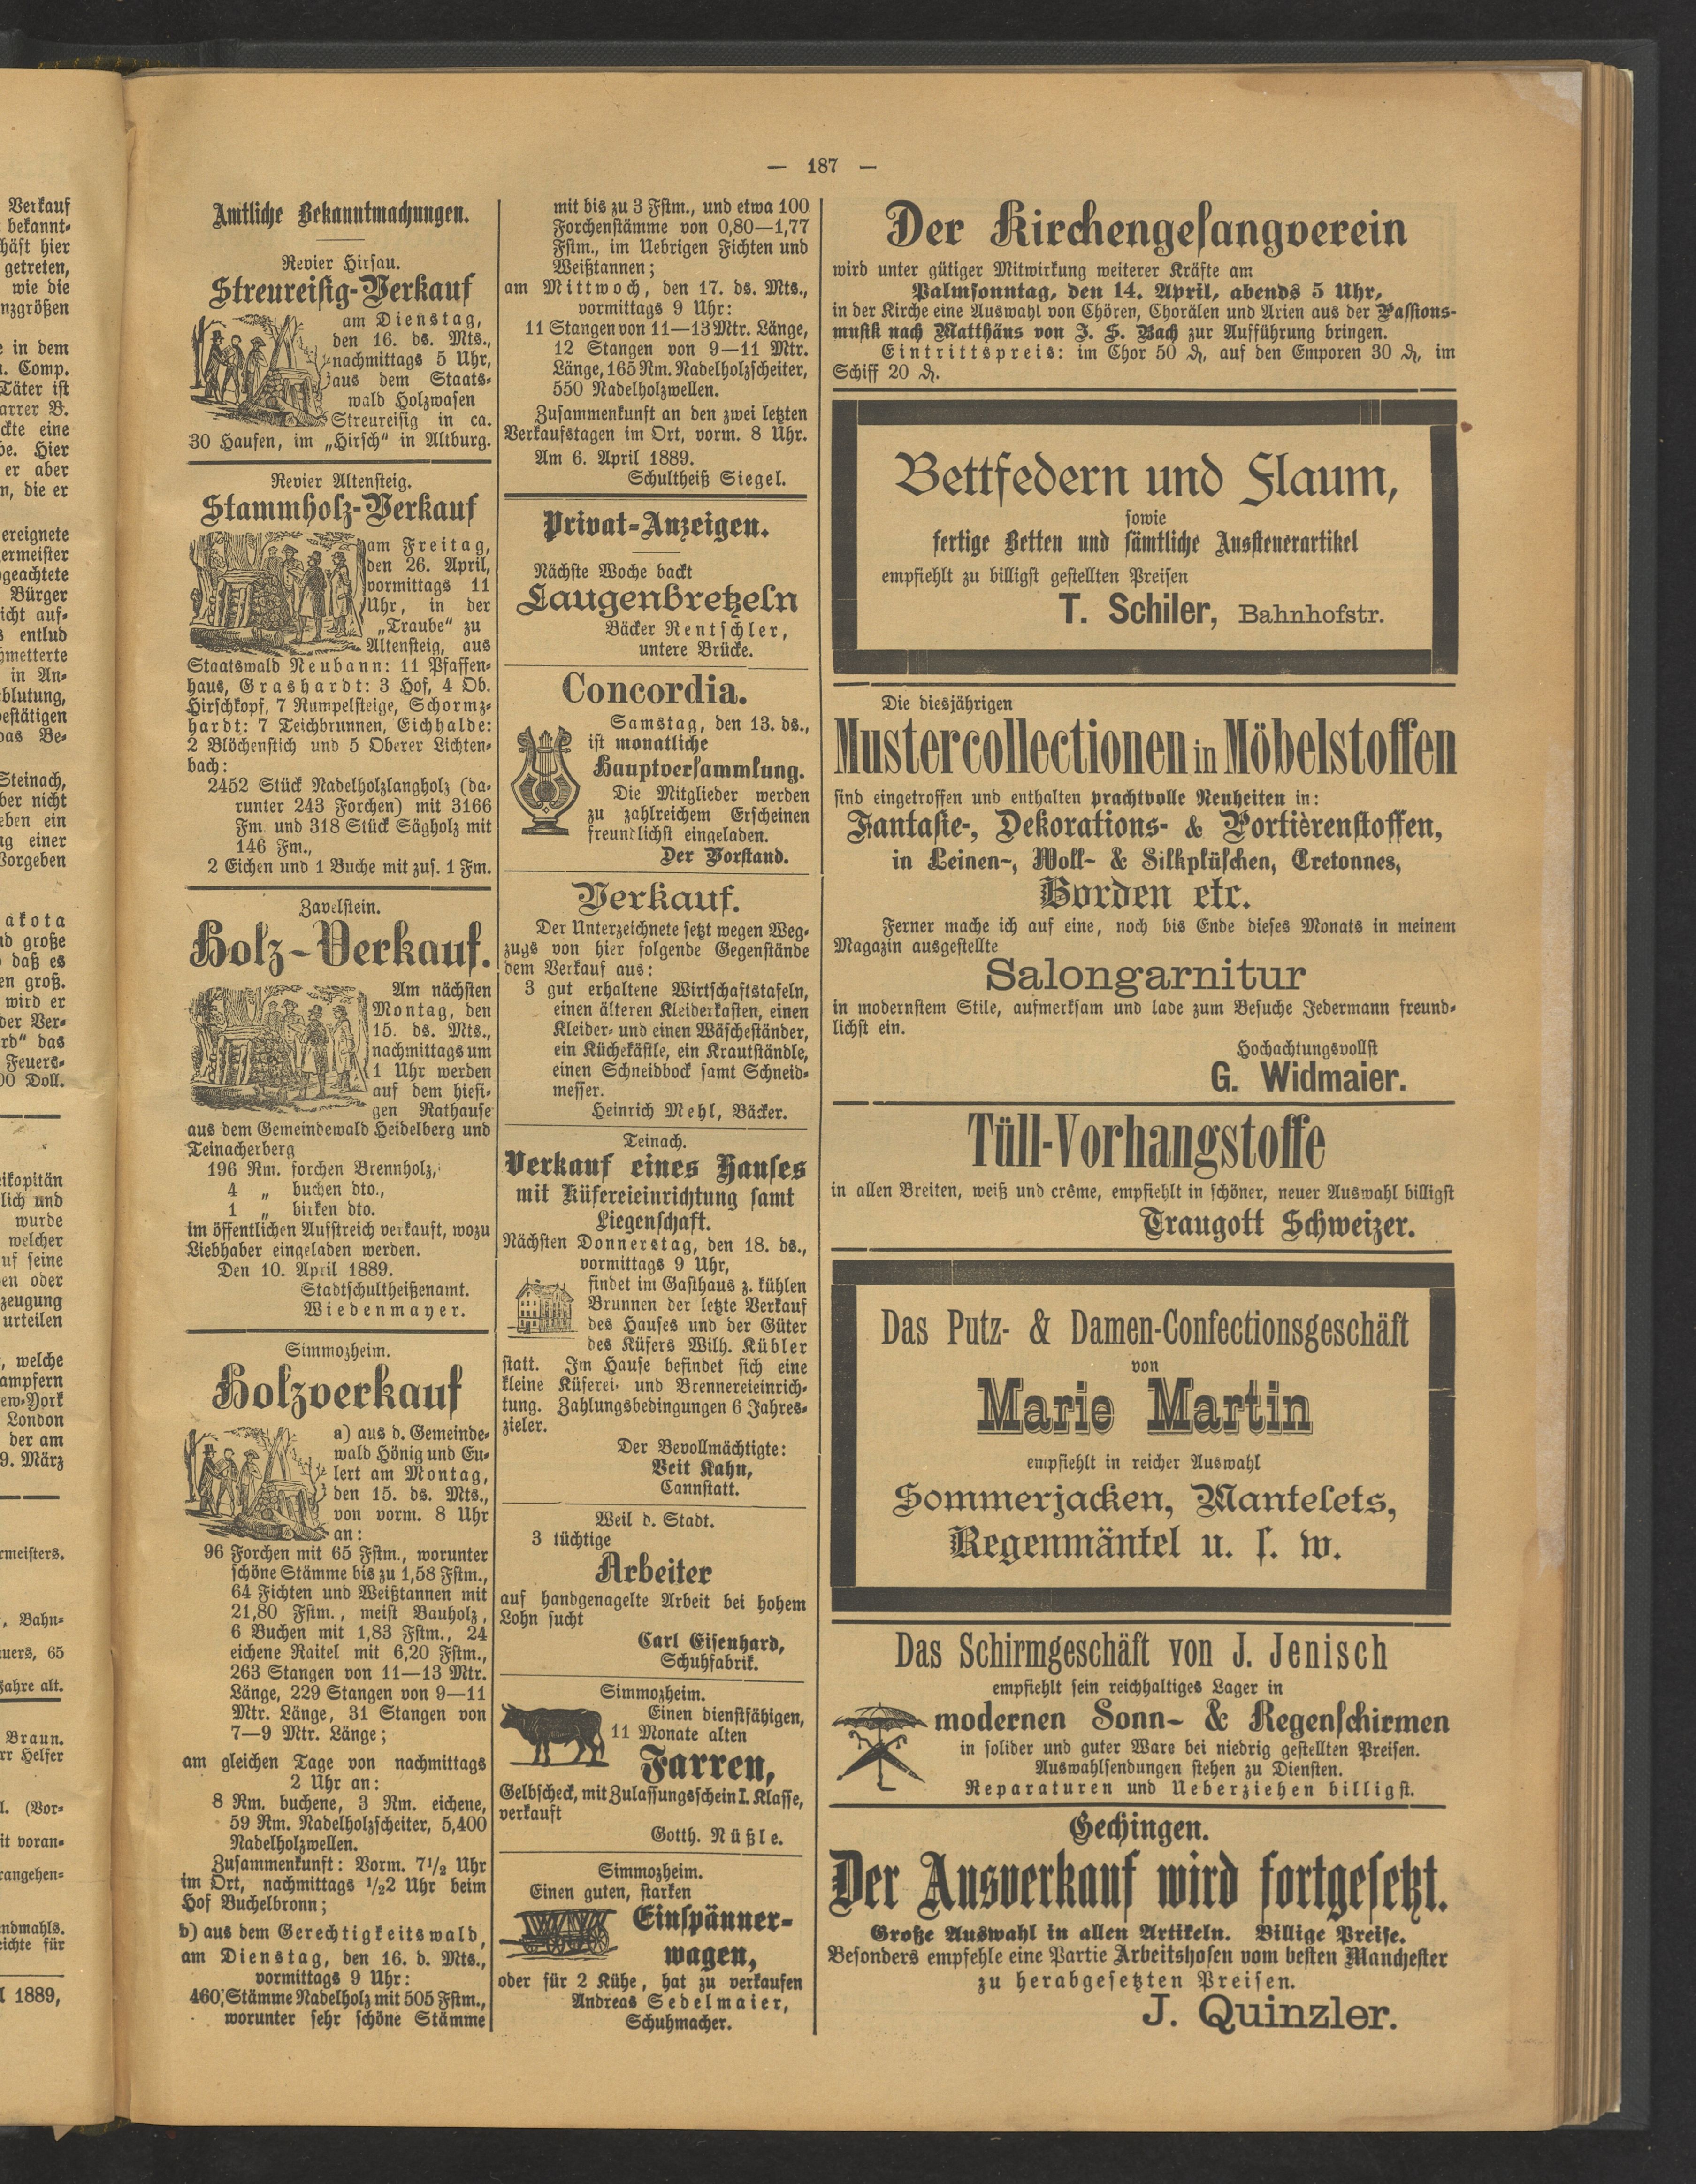 — 187 —
Amtliche Bekanntmachungen.
Revier Hirsau.
Streureisig-Verkauf
am Dienstag,
den 16. ds. Mts.,
nachmittags 5 Uhr,
aus dem Staats-
wald Holzwasen
Streureisig in ca.
30 Haufen, im „Hirsch“ in Altburg.
Revier Altensteig.
Stammholz-Verkauf
am Freitag,
den 26. April,
vormittags 11
Uhr, in der
„Traube“ zu
Altensteig, aus
Staatswald Neubann: 11 Pfaffen-
haus, Grashardt: 3 Hof, 4 Ob.
Hirschkopf, 7 Rumpelsteige, Schormz-
hardt: 7 Teichbrunnen, Eichhalde:
2 Blöchenstich und 5 Oberer Lichten-
bach:
2452 Stück Nadelholzlangholz (da-
runter 243 Forchen) mit 3166
Fm. und 318 Stück Sägholz mit
146 Fm.,
2 Eichen und 1 Buche mit zus. 1 Fm.
Zavelstein.
Holz-Verkauf.
Am nächsten
Montag, den
15. ds. Mts.,
nachmittags um
1 Uhr werden
auf dem hiesi-
gen Rathause
aus dem Gemeindewald Heidelberg und
Teinacherberg
196 Rm. forchen Brennholz,
4 „ buchen dto.,
1 „ birken dto.
im öffentlichen Aufstreich verkauft, wozu
Liebhaber eingeladen werden.
Den 10. April 1889.
Stadtschultheißenamt.
Wiedenmayer.
Simmozheim.
Holzverkauf
a) aus d. Gemeinde-
wald Hönig und Eu-
lert am Montag,
den 15. ds. Mts.,
von vorm. 8 Uhr
an:
96 Forchen mit 65 Fstm., worunter
schöne Stämme bis zu 1,58 Fstm.,
64 Fichten und Weißtannen mit
21,80 Fstm., meist Bauholz,
6 Buchen mit 1,83 Fstm., 24
eichene Raitel mit 6,20 Fstm.,
263 Stangen von 11—13 Mtr.
Länge, 229 Stangen von 9—11
Mtr. Länge, 31 Stangen von
7—9 Mtr. Länge;
am gleichen Tage von nachmittags
2 Uhr an:
8 Rm. buchene, 3 Rm. eichene,
59 Rm. Nadelholzscheiter, 5,400
Nadelholzwellen.
Zusammenkunft: Vorm. 7½ Uhr
im Ort, nachmittags ½2 Uhr beim
Hof Buchelbronn;
b) aus dem Gerechtigkeitswald,
am Dienstag, den 16. d. Mts.,
vormittags 9 Uhr:
460 Stämme Nadelholz mit 505 Fstm.,
worunter sehr schöne Stämme
mit bis zu 3 Fstm., und etwa 100
Forchenstämme von 0,80—1,77
Fstm., im Uebrigen Fichten und
Weißtannen;
am Mittwoch, den 17. ds. Mts.,
vormittags 9 Uhr:
11 Stangen von 11—13 Mtr. Länge,
12 Stangen von 9—11 Mtr.
Länge, 165 Rm. Nadelholzscheiter,
550 Nadelholzwellen.
Zusammenkunft an den zwei letzten
Verkaufstagen im Ort, vorm. 8 Uhr.
Am 6. April 1889.
Schultheiß Siegel.
Privat-Anzeigen.
Nächste Woche backt
Laugenbretzeln
Bäcker Rentschler,
untere Brücke.
Concordia.
Samstag, den 13. ds.,
ist monatliche
Hauptversammlung.
Die Mitglieder werden
zu zahlreichem Erscheinen
freundlichst eingeladen.
Der Vorstand.
Verkauf.
Der Unterzeichnete setzt wegen Weg-
zugs von hier folgende Gegenstände
dem Verkauf aus:
3 gut erhaltene Wirtschaftstafeln,
einen älteren Kleiderkasten, einen
Kleider- und einen Wäscheständer,
ein Küchekästle, ein Krautständle,
einen Schneidbock samt Schneid-
messer.
Heinrich Mehl, Bäcker.
Teinach.
Verkauf eines Hauses
mit Küfereieinrichtung samt
Liegenschaft.
Nächsten Donnerstag, den 18. ds.,
vormittags 9 Uhr,
findet im Gasthaus z. kühlen
Brunnen der letzte Verkauf
des Hauses und der Güter
des Küfers Wilh. Kübler
statt. Im Hause befindet sich eine
kleine Küferei- und Brennereieinrich-
tung. Zahlungsbedingungen 6 Jahres-
zieler.
Der Bevollmächtigte:
Veit Kahn,
Cannstatt.
Weil d. Stadt.
3 tüchtige
Arbeiter
auf handgenagelte Arbeit bei hohem
Lohn sucht
Carl Eisenhard,
Schuhfabrik.
Simmozheim.
Einen dienstfähigen,
11 Monate alten
Farren,
Gelbscheck, mit Zulassungsschein I. Klasse,
verkauft
Gotth. Nüßle.
Simmozheim.
Einen guten, starken
Einspänner-
wagen,
oder für 2 Kühe, hat zu verkaufen
Andreas Sedelmaier,
Schuhmacher.
Der Kirchengesangverein
wird unter gütiger Mitwirkung weiterer Kräfte am
Palmsonntag, den 14. April, abends 5 Uhr,
in der Kirche eine Auswahl von Chören, Chorälen und Arien aus der Passions-
musik nach Matthäus von J. S. Bach zur Aufführung bringen.
Eintrittspreis: im Chor 50 ₰, auf den Emporen 30 ₰, im
Schiff 20 ₰.
Bettfedern und Flaum,
sowie
fertige Betten und sämtliche Aussteuerartikel
empfiehlt zu billigst gestellten Preisen
T. Schiler, Bahnhofstr.
Die diesjährigen
Mustercollectionen in Möbelstoffen
sind eingetroffen und enthalten prachtvolle Neuheiten in:
Fantasie-, Dekorations- & Portièrenstoffen,
in Leinen-, Woll- & Silkplüschen, Cretonnes,
Borden etc.
Ferner mache ich auf eine, noch bis Ende dieses Monats in meinem
Magazin ausgestellte
Salongarnitur
in modernstem Stile, aufmerksam und lade zum Besuche Jedermann freund-
lichst ein.
Hochachtungsvollst
G. Widmaier.
Tüll-Vorhangstoffe
in allen Breiten, weiß und crême, empfiehlt in schöner, neuer Auswahl billigst
Traugott Schweizer.
Das Putz- & Damen-Confectionsgeschäft
von
Marie Martin
empfiehlt in reicher Auswahl
Sommerjacken, Mantelets,
Regenmäntel u. s. w.
Das Schirmgeschäft von J. Jenisch
empfiehlt sein reichhaltiges Lager in
modernen Sonn- & Regenschirmen
in solider und guter Ware bei niedrig gestellten Preisen.
Auswahlsendungen stehen zu Diensten.
Reparaturen und Ueberziehen billigst.
Gechingen.
Der Ausverkauf wird fortgesetzt.
Große Auswahl in allen Artikeln. Billige Preise.
Besonders empfehle eine Partie Arbeitshosen vom besten Manchester
zu herabgesetzten Preisen.
J. Quinzler.